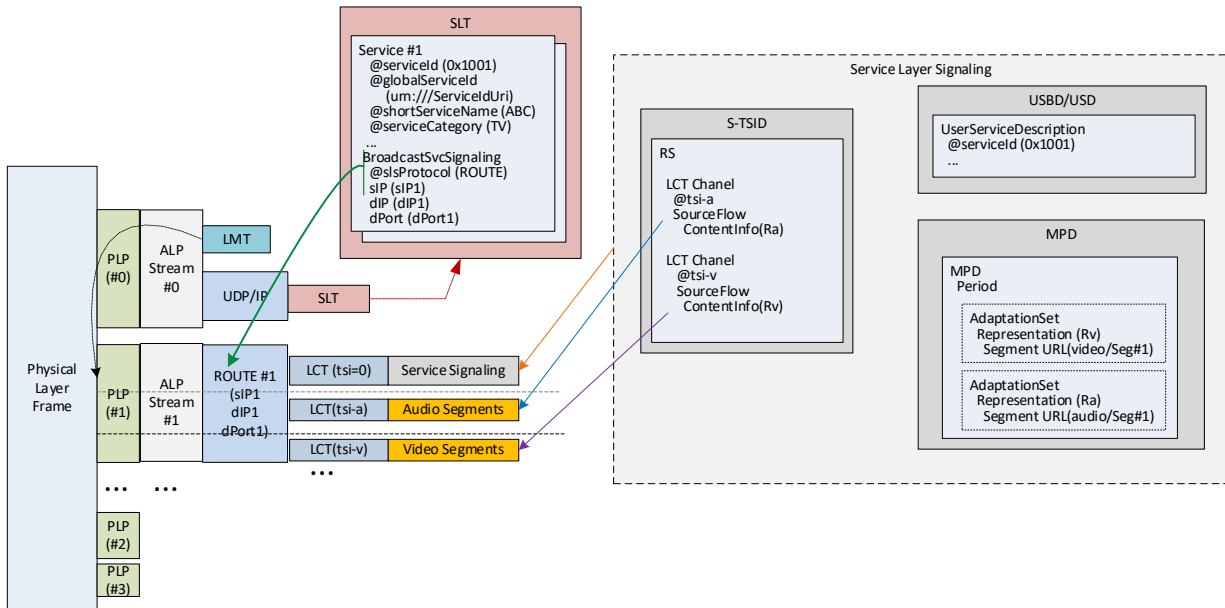 SLT
Service #1
@serviceId (0x1001)
@globalServiceId
(urn:///ServiceIdUri)
@shortServiceName (ABC)
@serviceCategory (TV)
...
BroadcastSvcSignaling
@slsProtocol (ROUTE)
sIP (sIP1)
dIP (dIP1)
dPort (dPort1)
Service Layer Signaling
S-TSID
RS
LCT Chanel
@tsi-a
SourceFlow
ContentInfo(Ra)
LCT Chanel
@tsi-v
SourceFlow
ContentInfo(Rv)
USBD/USD
UserServiceDescription
@serviceId (0x1001)
...
MPD
MPD
Period
AdaptationSet
Representation (Rv)
Segment URL(video/Seg#1)
AdaptationSet
Representation (Ra)
Segment URL(audio/Seg#1)
Physical
Layer
Frame
PLP
(#0)
ALP
Stream
#0
LMT
UDP/IP
SLT
PLP
(#1)
ALP
Stream
#1
ROUTE #1
(sIP1
dIP1
dPort1)
LCT (tsi=0)
Service Signaling
LCT(tsi-a)
Audio Segments
LCT(tsi-v)
Video Segments
...
...
...
PLP
(#2)
PLP
(#3)